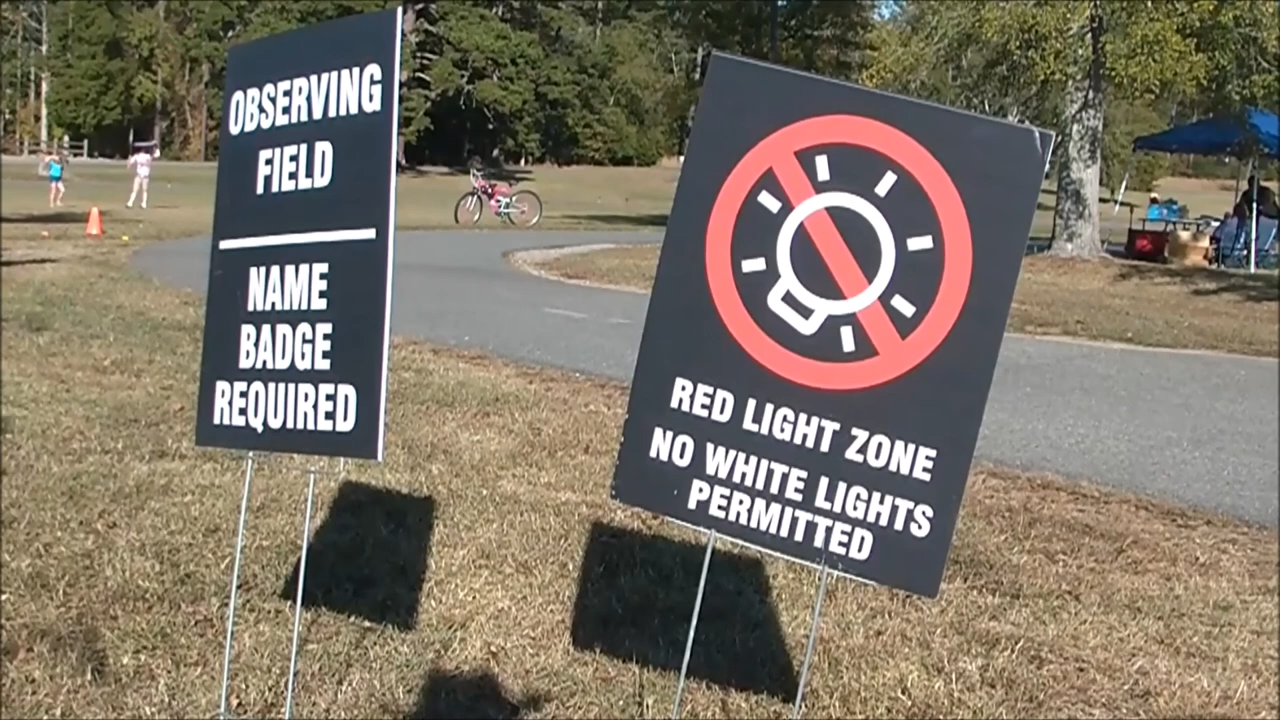 OBSERVING
FIELD
NAME
BADGE
REQUIRED
RED LIGHT ZONE
NO WHITE LIGHTS
PERMITTED